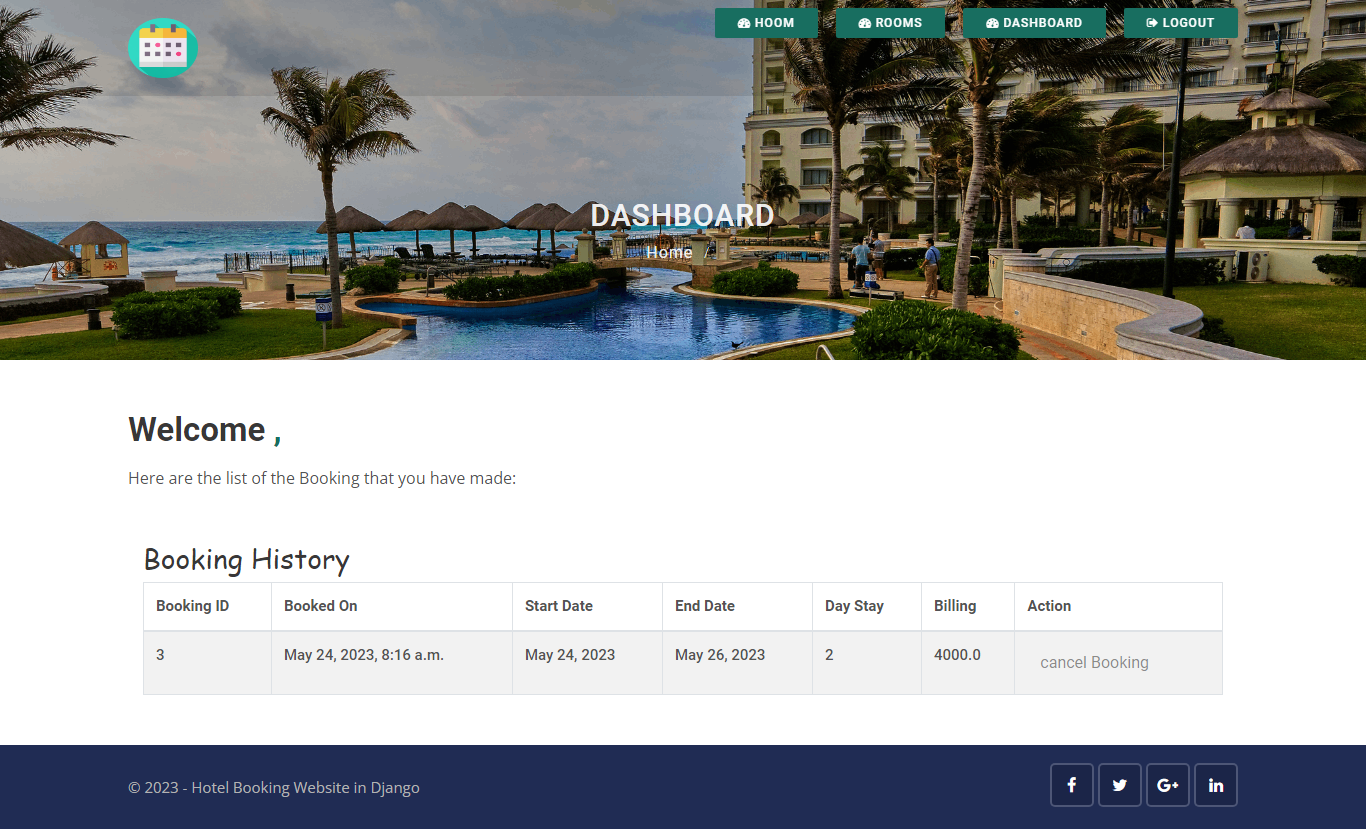 HOOM ROOMS DASHBOARD LOGOUT
DASHBOARD
Home /
Welcome ,
Here are the list of the Booking that you have made:
Booking History
Booking ID Booked On Start Date End Date Day Stay Billing Action
3 May 24, 2023, 8:16 a.m. May 24, 2023 May 26, 2023 2 4000.0 cancel Booking
© 2023 - Hotel Booking Website in Django